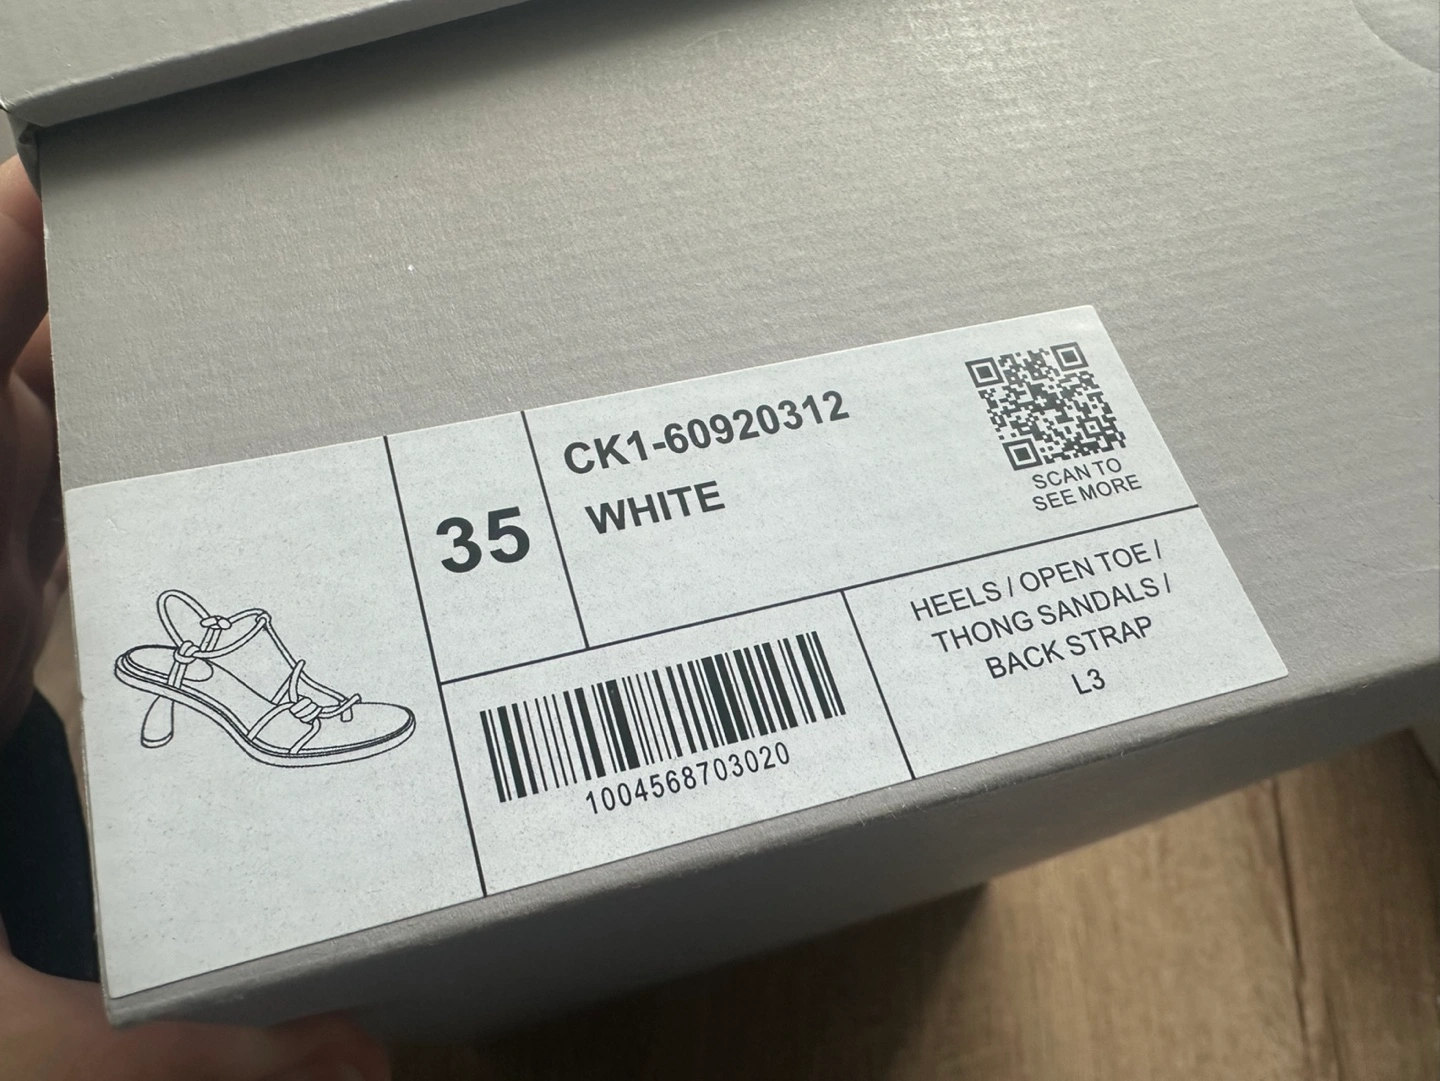 35
CK1-60920312
WHITE
SCAN TO
SEE MORE
1004568703020
HEELS / OPEN TOE /
THONG SANDALS /
BACK STRAP
L3